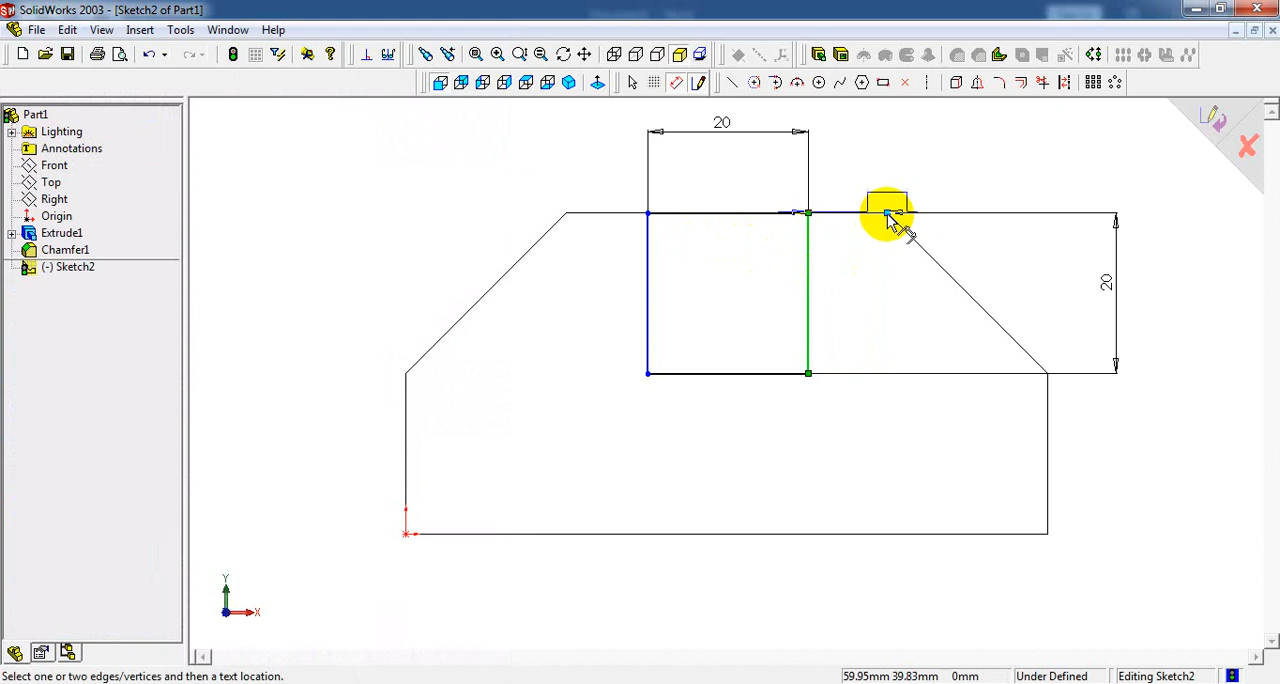 SolidWorks 2003 - [Sketch2 of Part1]
File Edit View Insert Tools Window Help
Part1
Lighting
Annotations
Front
Top
Right
Origin
Extrude1
Chamfer1
(-) Sketch2
20
20
Y
X
Select one or two edges/vertices and then a text location.
59.95mm 39.83mm 0mm Under Defined Editing Sketch2